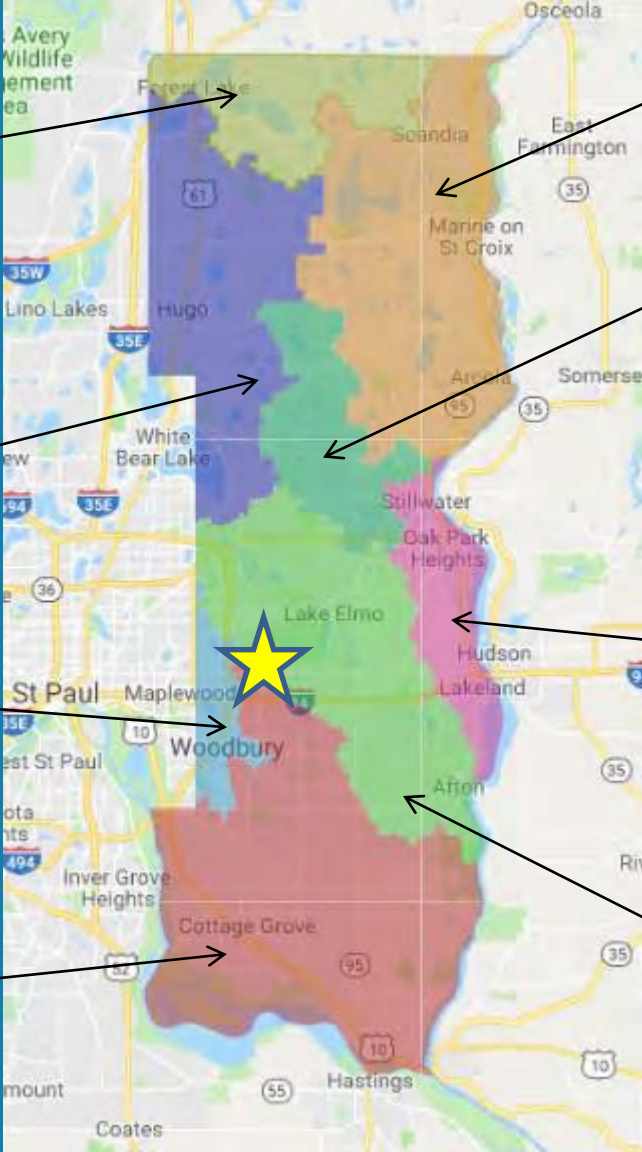 Osceola
Avery
Wildlife
gement
ea
Forest Lake
Scandia
East
Farmington
35
61
Marine on
St Croix
35W
Lino Lakes
Hugo
35E
Arcola
Somerse
95
35
White
Bear Lake
ew
694
35E
Stillwater
Oak Park
Heights
36
Lake Elmo
Hudson
St Paul
Maplewood
Lakeland
35E
10
Woodbury
est St Paul
35
Afton
ota
hts
494
Riv
Inver Grove
Heights
Cottage Grove
35
95
52
10
10
Hastings
mount
55
Coates